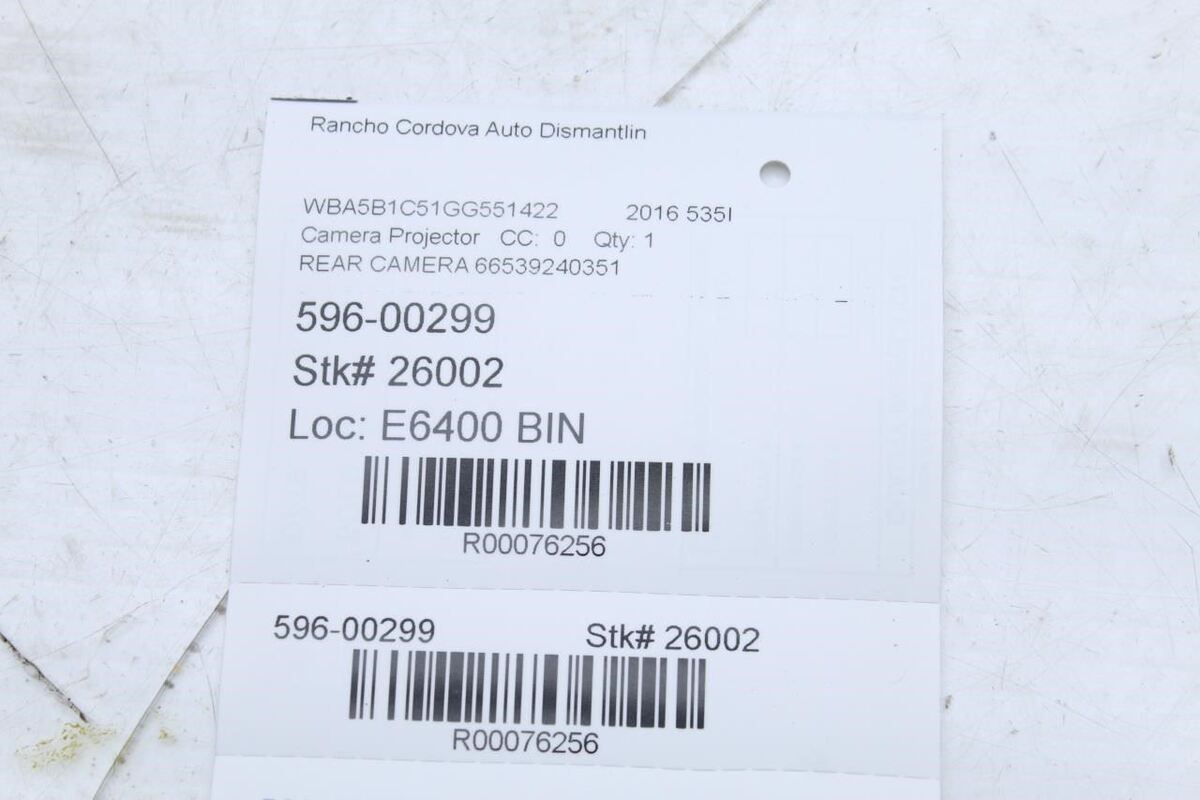 Rancho Cordova Auto Dismantlin
WBA5B1C51GG551422 2016 535I
Camera Projector CC: 0 Qty: 1
REAR CAMERA 66539240351
596-00299
Stk# 26002
Loc: E6400 BIN
R00076256
596-00299 Stk# 26002
R00076256